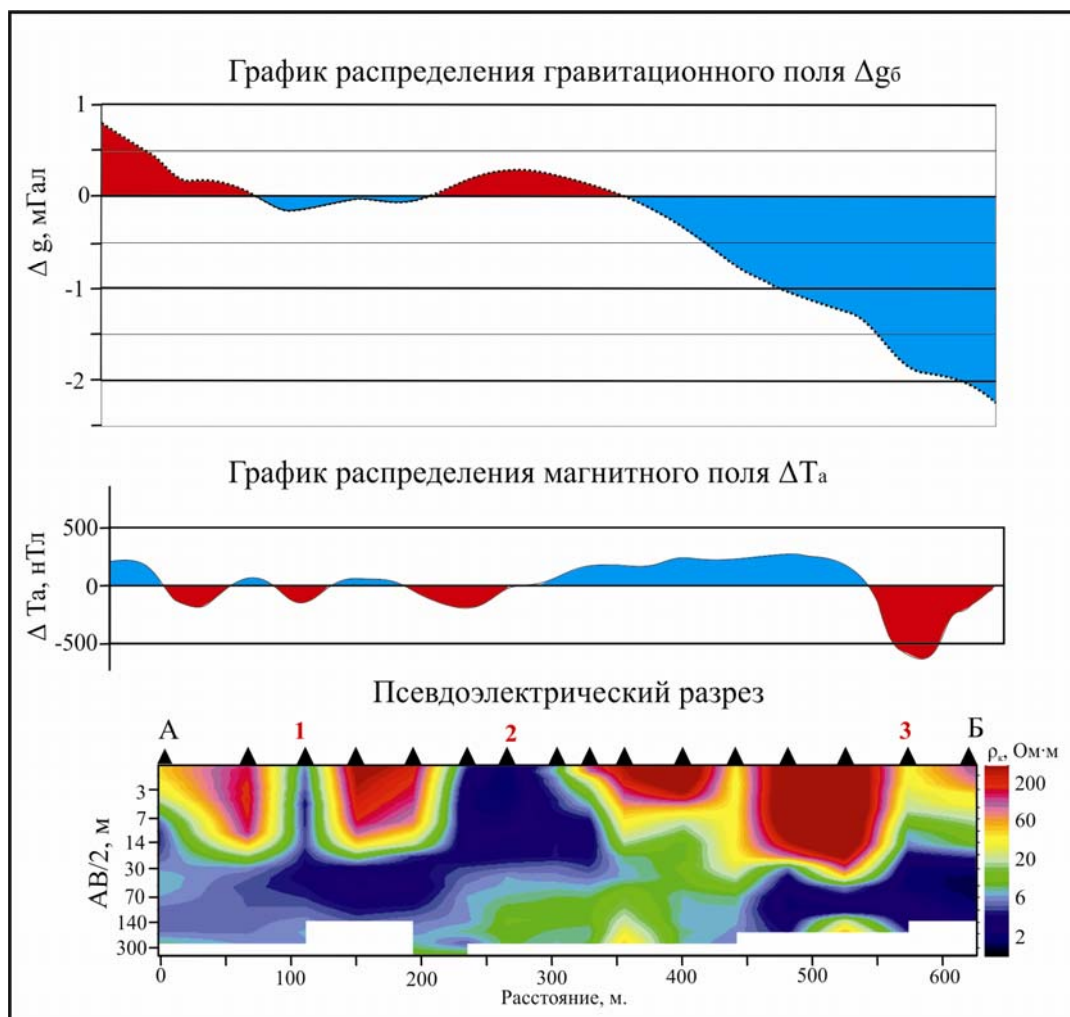 График распределения гравитационного поля Δgб
1
0
-1
-2
Δ g, мГал
График распределения магнитного поля ΔTа
500
0
-500
Δ Ta, нТл
Псевдоэлектрический разрез
А 1 2 3 Б
ρк, Ом·м
3
7
14
30
70
140
300
АВ/2, м
200
60
20
6
2
0 100 200 300 400 500 600
Расстояние, м.